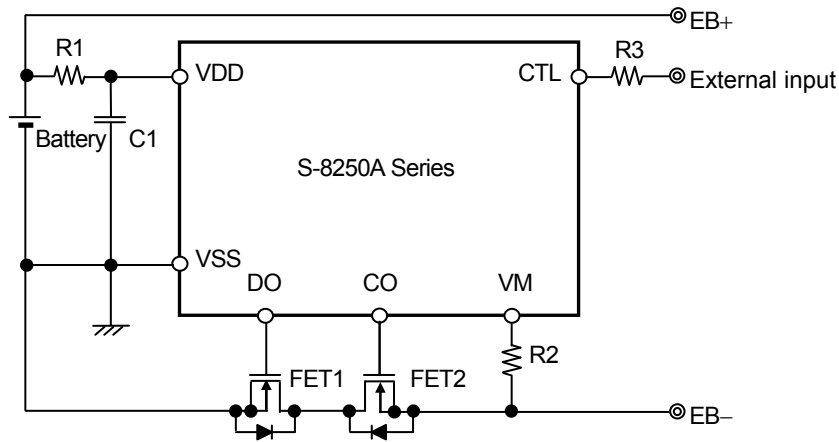 EB+
R1
R3
VDD
CTL
External input
Battery
C1
S-8250A Series
VSS
DO
CO
VM
R2
FET1
FET2
EB−